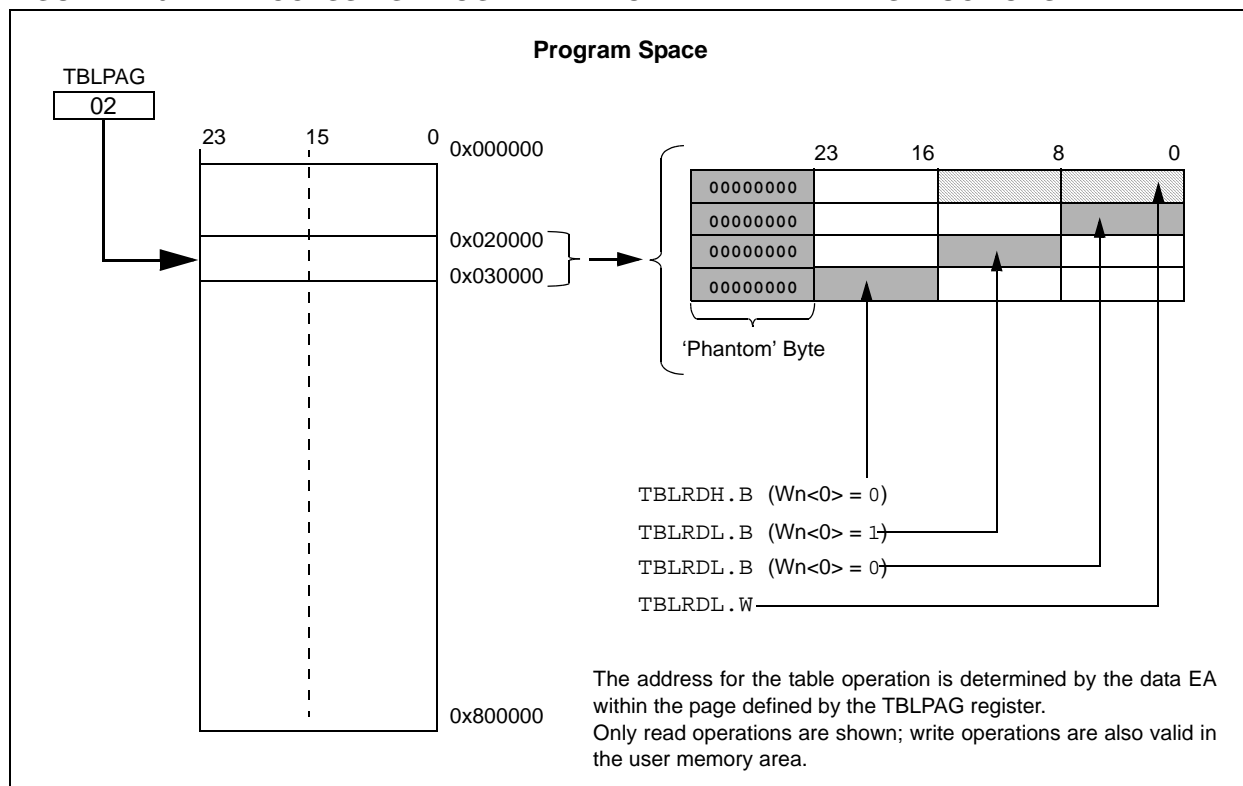 Program Space
TBLPAG
02
23 15 0
0x000000
0x020000
0x030000
0x800000
23 16 8 0
00000000
00000000
00000000
00000000
‘Phantom’ Byte
TBLRDH.B (Wn<0> = 0)
TBLRDL.B (Wn<0> = 1)
TBLRDL.B (Wn<0> = 0)
TBLRDL.W
The address for the table operation is determined by the data EA
within the page defined by the TBLPAG register.
Only read operations are shown; write operations are also valid in
the user memory area.